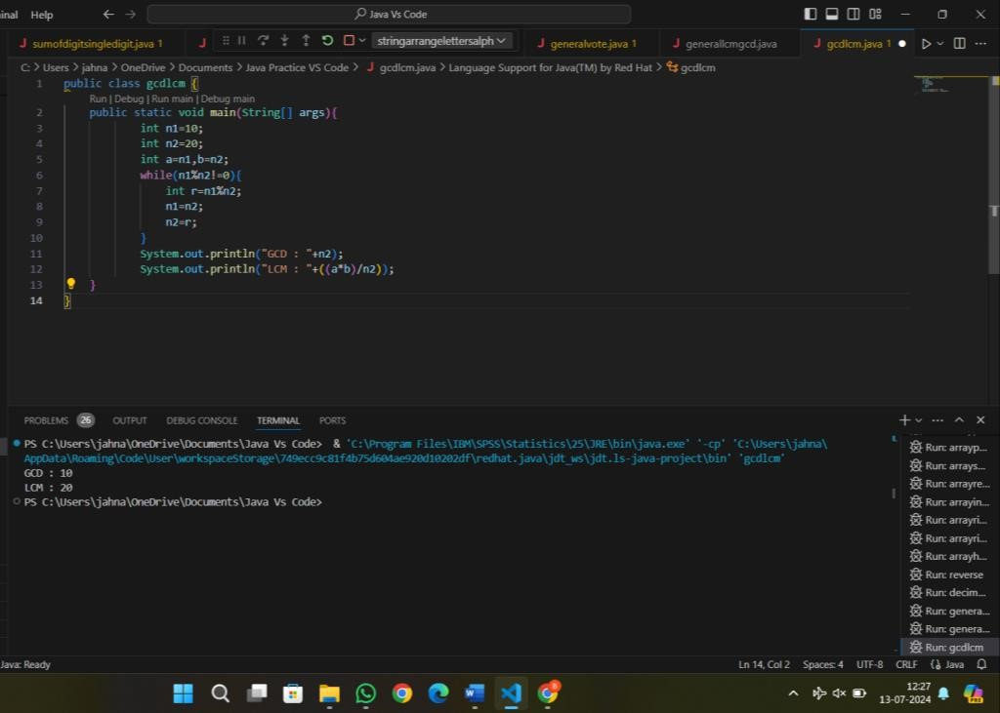 inal Help
Java Vs Code
sumofdigitsingledigit.java 1
J
stringarrangelettersalph
generalvote.java 1
generallcmgcd.java
gcdlcm.java 1
C: > Users > jahna > OneDrive > Documents > Java Practice VS Code > J gcdlcm.java > Language Support for Java(TM) by Red Hat > gcdlcm
1 public class gcdlcm {
Run | Debug | Run main | Debug main
2 public static void main(String[] args){
3 int n1=10;
4 int n2=20;
5 int a=n1,b=n2;
6 while(n1%n2!=0){
7 int r=n1%n2;
8 n1=n2;
9 n2=r;
10 }
11 System.out.println("GCD : "+n2);
12 System.out.println("LCM : "+((a*b)/n2));
13 }
14 }
PROBLEMS 26 OUTPUT DEBUG CONSOLE TERMINAL PORTS
PS C:\Users\jahna\OneDrive\Documents\Java Vs Code> & 'C:\Program Files\IBM\SPSS\Statistics\25\JRE\bin\java.exe' '-cp' 'C:\Users\jahna\
AppData\Roaming\Code\User\workspaceStorage\749ecc9c81f4b75d604ae920d10202df\redhat.java\jdt_ws\jdt.ls-java-project\bin' 'gcdlcm'
GCD : 10
LCM : 20
PS C:\Users\jahna\OneDrive\Documents\Java Vs Code>
Run: arrayp...
Run: arrays...
Run: arrayre...
Run: arrayin...
Run: arrayri...
Run: arrayri...
Run: arrayh...
Run: reverse
Run: decim...
Run: genera...
Run: genera...
Run: gcdlcm
Java: Ready
Ln 14, Col 2 Spaces: 4 UTF-8 CRLF {} Java
12:27
13-07-2024
PRE